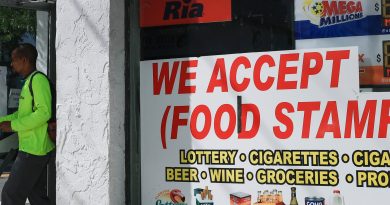 Ria
MEGA
MILLIONS
WE ACCEPT
(FOOD STAMP
LOTTERY • CIGARETTES • CIGA
BEER • WINE • GROCERIES • PRO